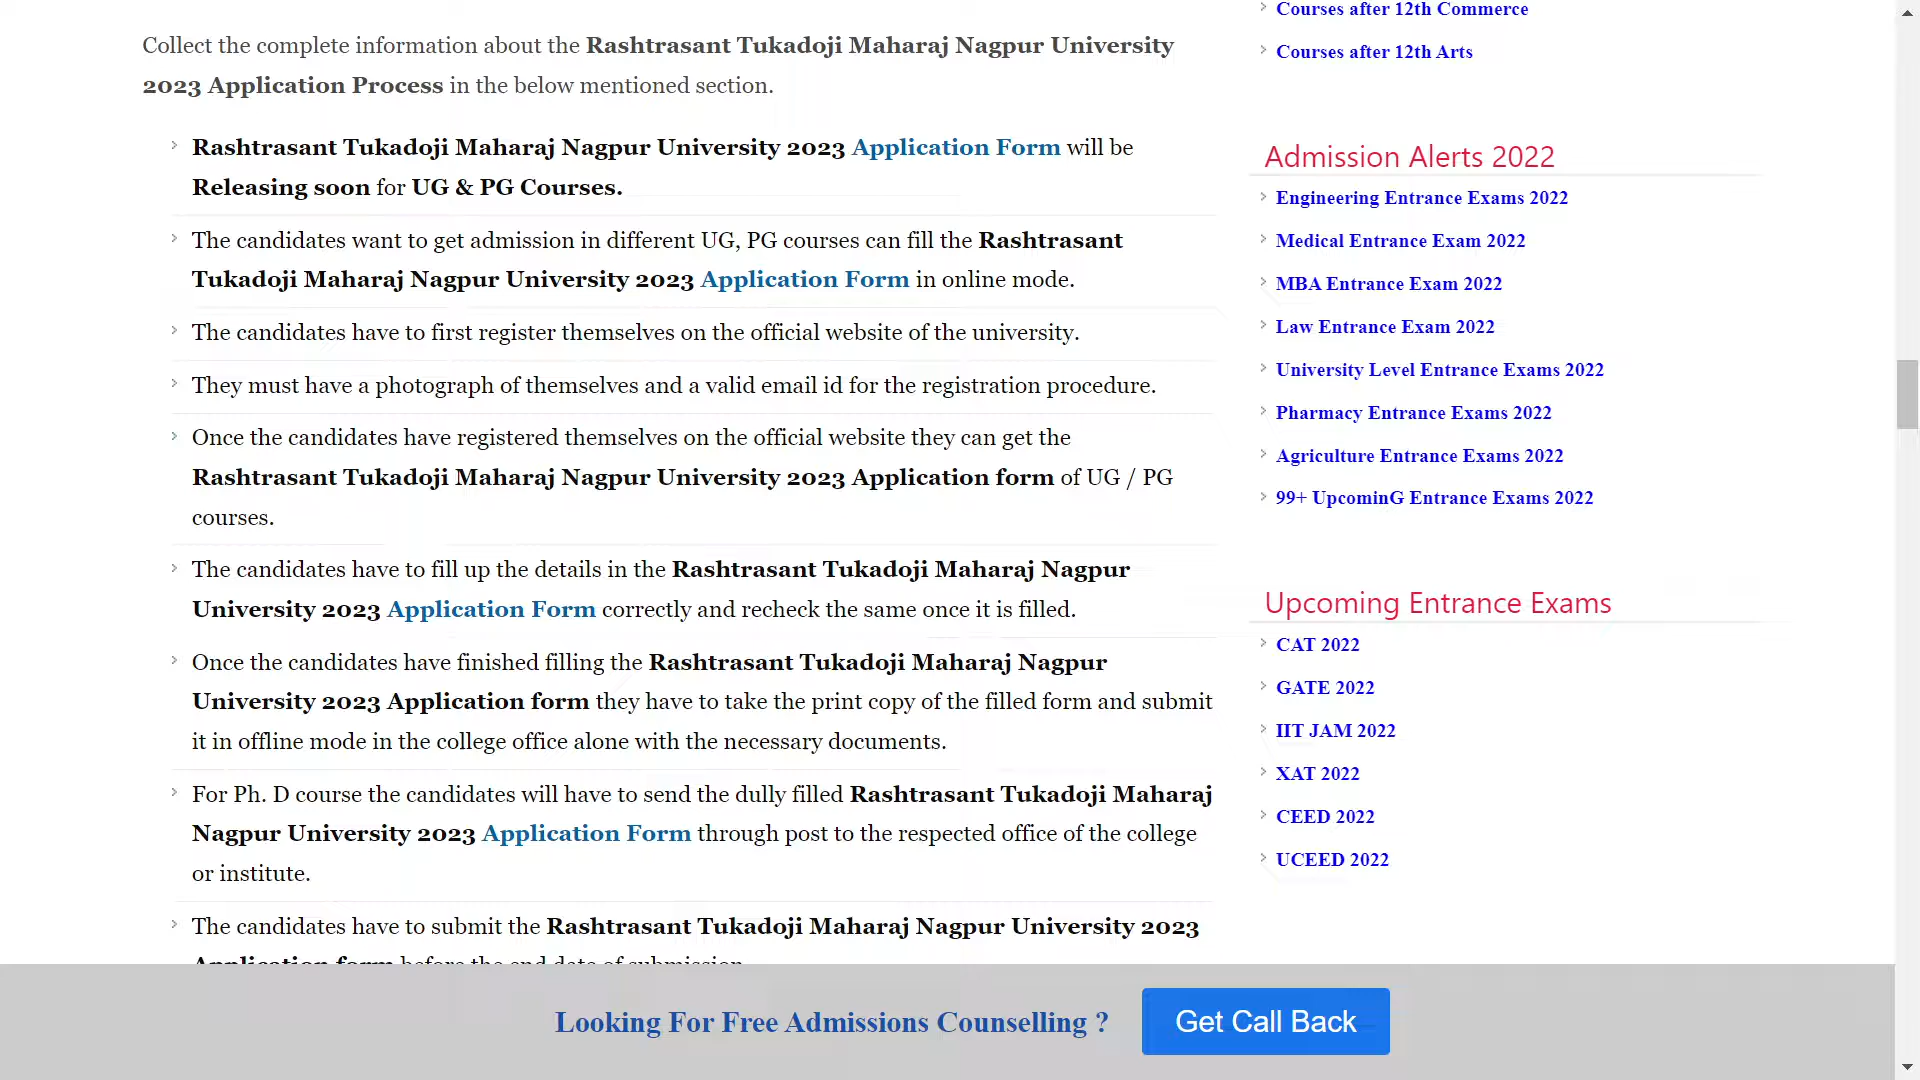 Collect the complete information about the Rashtrasant Tukadoji Maharaj Nagpur University
2023 Application Process in the below mentioned section.
Rashtrasant Tukadoji Maharaj Nagpur University 2023 Application Form will be
Releasing soon for UG & PG Courses.
The candidates want to get admission in different UG, PG courses can fill the Rashtrasant
Tukadoji Maharaj Nagpur University 2023 Application Form in online mode.
The candidates have to first register themselves on the official website of the university.
They must have a photograph of themselves and a valid email id for the registration procedure.
Once the candidates have registered themselves on the official website they can get the
Rashtrasant Tukadoji Maharaj Nagpur University 2023 Application form of UG / PG
courses.
The candidates have to fill up the details in the Rashtrasant Tukadoji Maharaj Nagpur
University 2023 Application Form correctly and recheck the same once it is filled.
Once the candidates have finished filling the Rashtrasant Tukadoji Maharaj Nagpur
University 2023 Application form they have to take the print copy of the filled form and submit
it in offline mode in the college office alone with the necessary documents.
For Ph. D course the candidates will have to send the dully filled Rashtrasant Tukadoji Maharaj
Nagpur University 2023 Application Form through post to the respected office of the college
or institute.
The candidates have to submit the Rashtrasant Tukadoji Maharaj Nagpur University 2023
Application form before the end date of submission.
Courses after 12th Commerce
Courses after 12th Arts
Admission Alerts 2022
Engineering Entrance Exams 2022
Medical Entrance Exam 2022
MBA Entrance Exam 2022
Law Entrance Exam 2022
University Level Entrance Exams 2022
Pharmacy Entrance Exams 2022
Agriculture Entrance Exams 2022
99+ UpcominG Entrance Exams 2022
Upcoming Entrance Exams
CAT 2022
GATE 2022
IIT JAM 2022
XAT 2022
CEED 2022
UCEED 2022
Looking For Free Admissions Counselling ?
Get Call Back